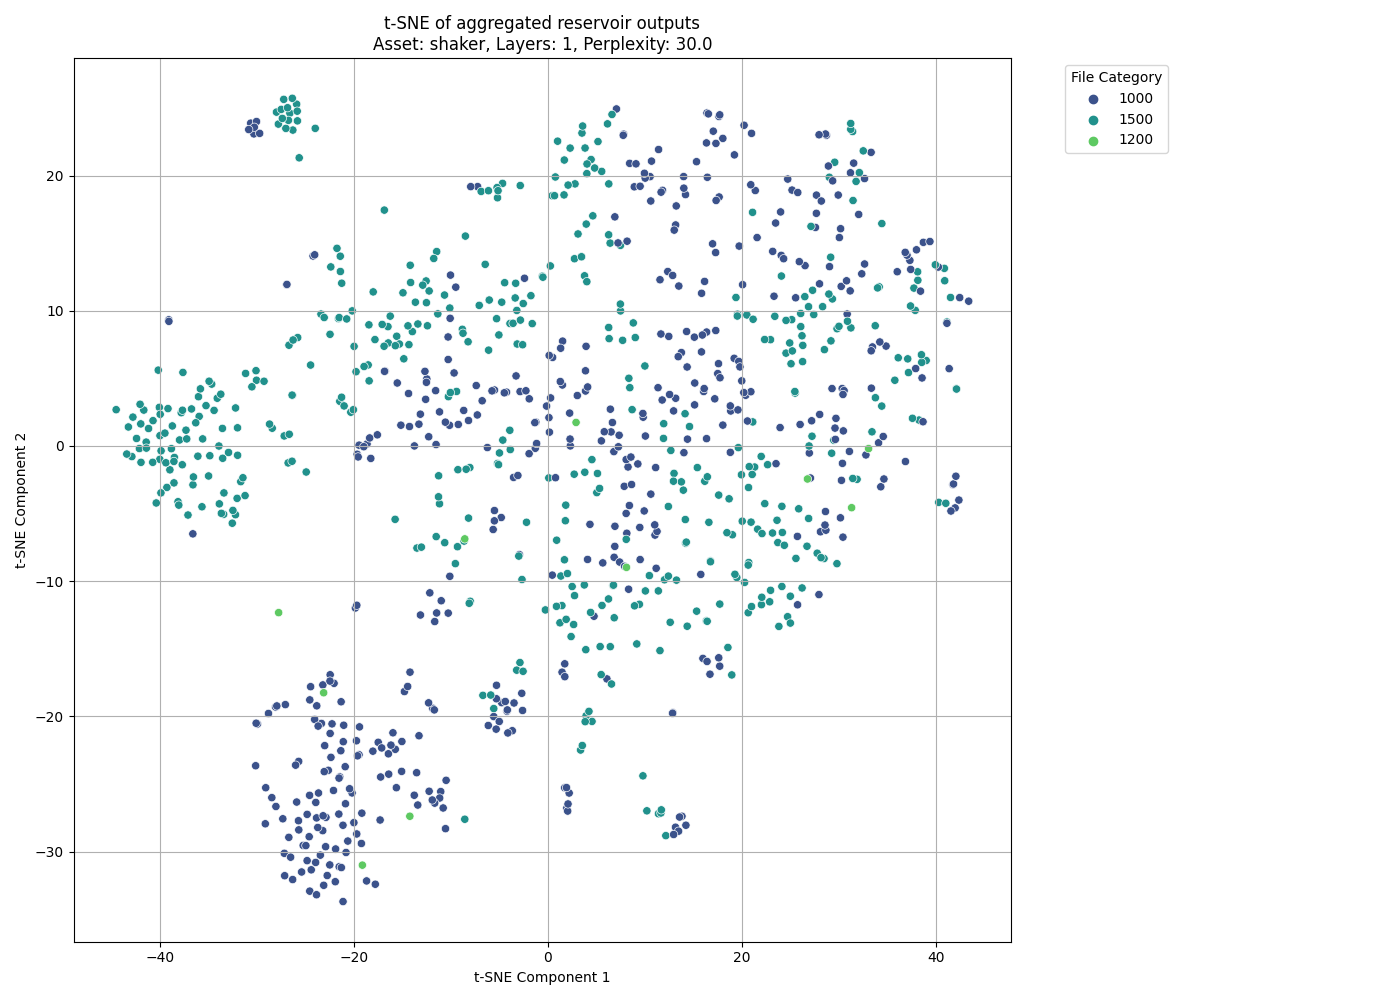 t-SNE of aggregated reservoir outputs
Asset: shaker, Layers: 1, Perplexity: 30.0
File Category
1000
1500
1200
t-SNE Component 2
20
10
0
−10
−20
−30
−40
−20
0
20
40
t-SNE Component 1